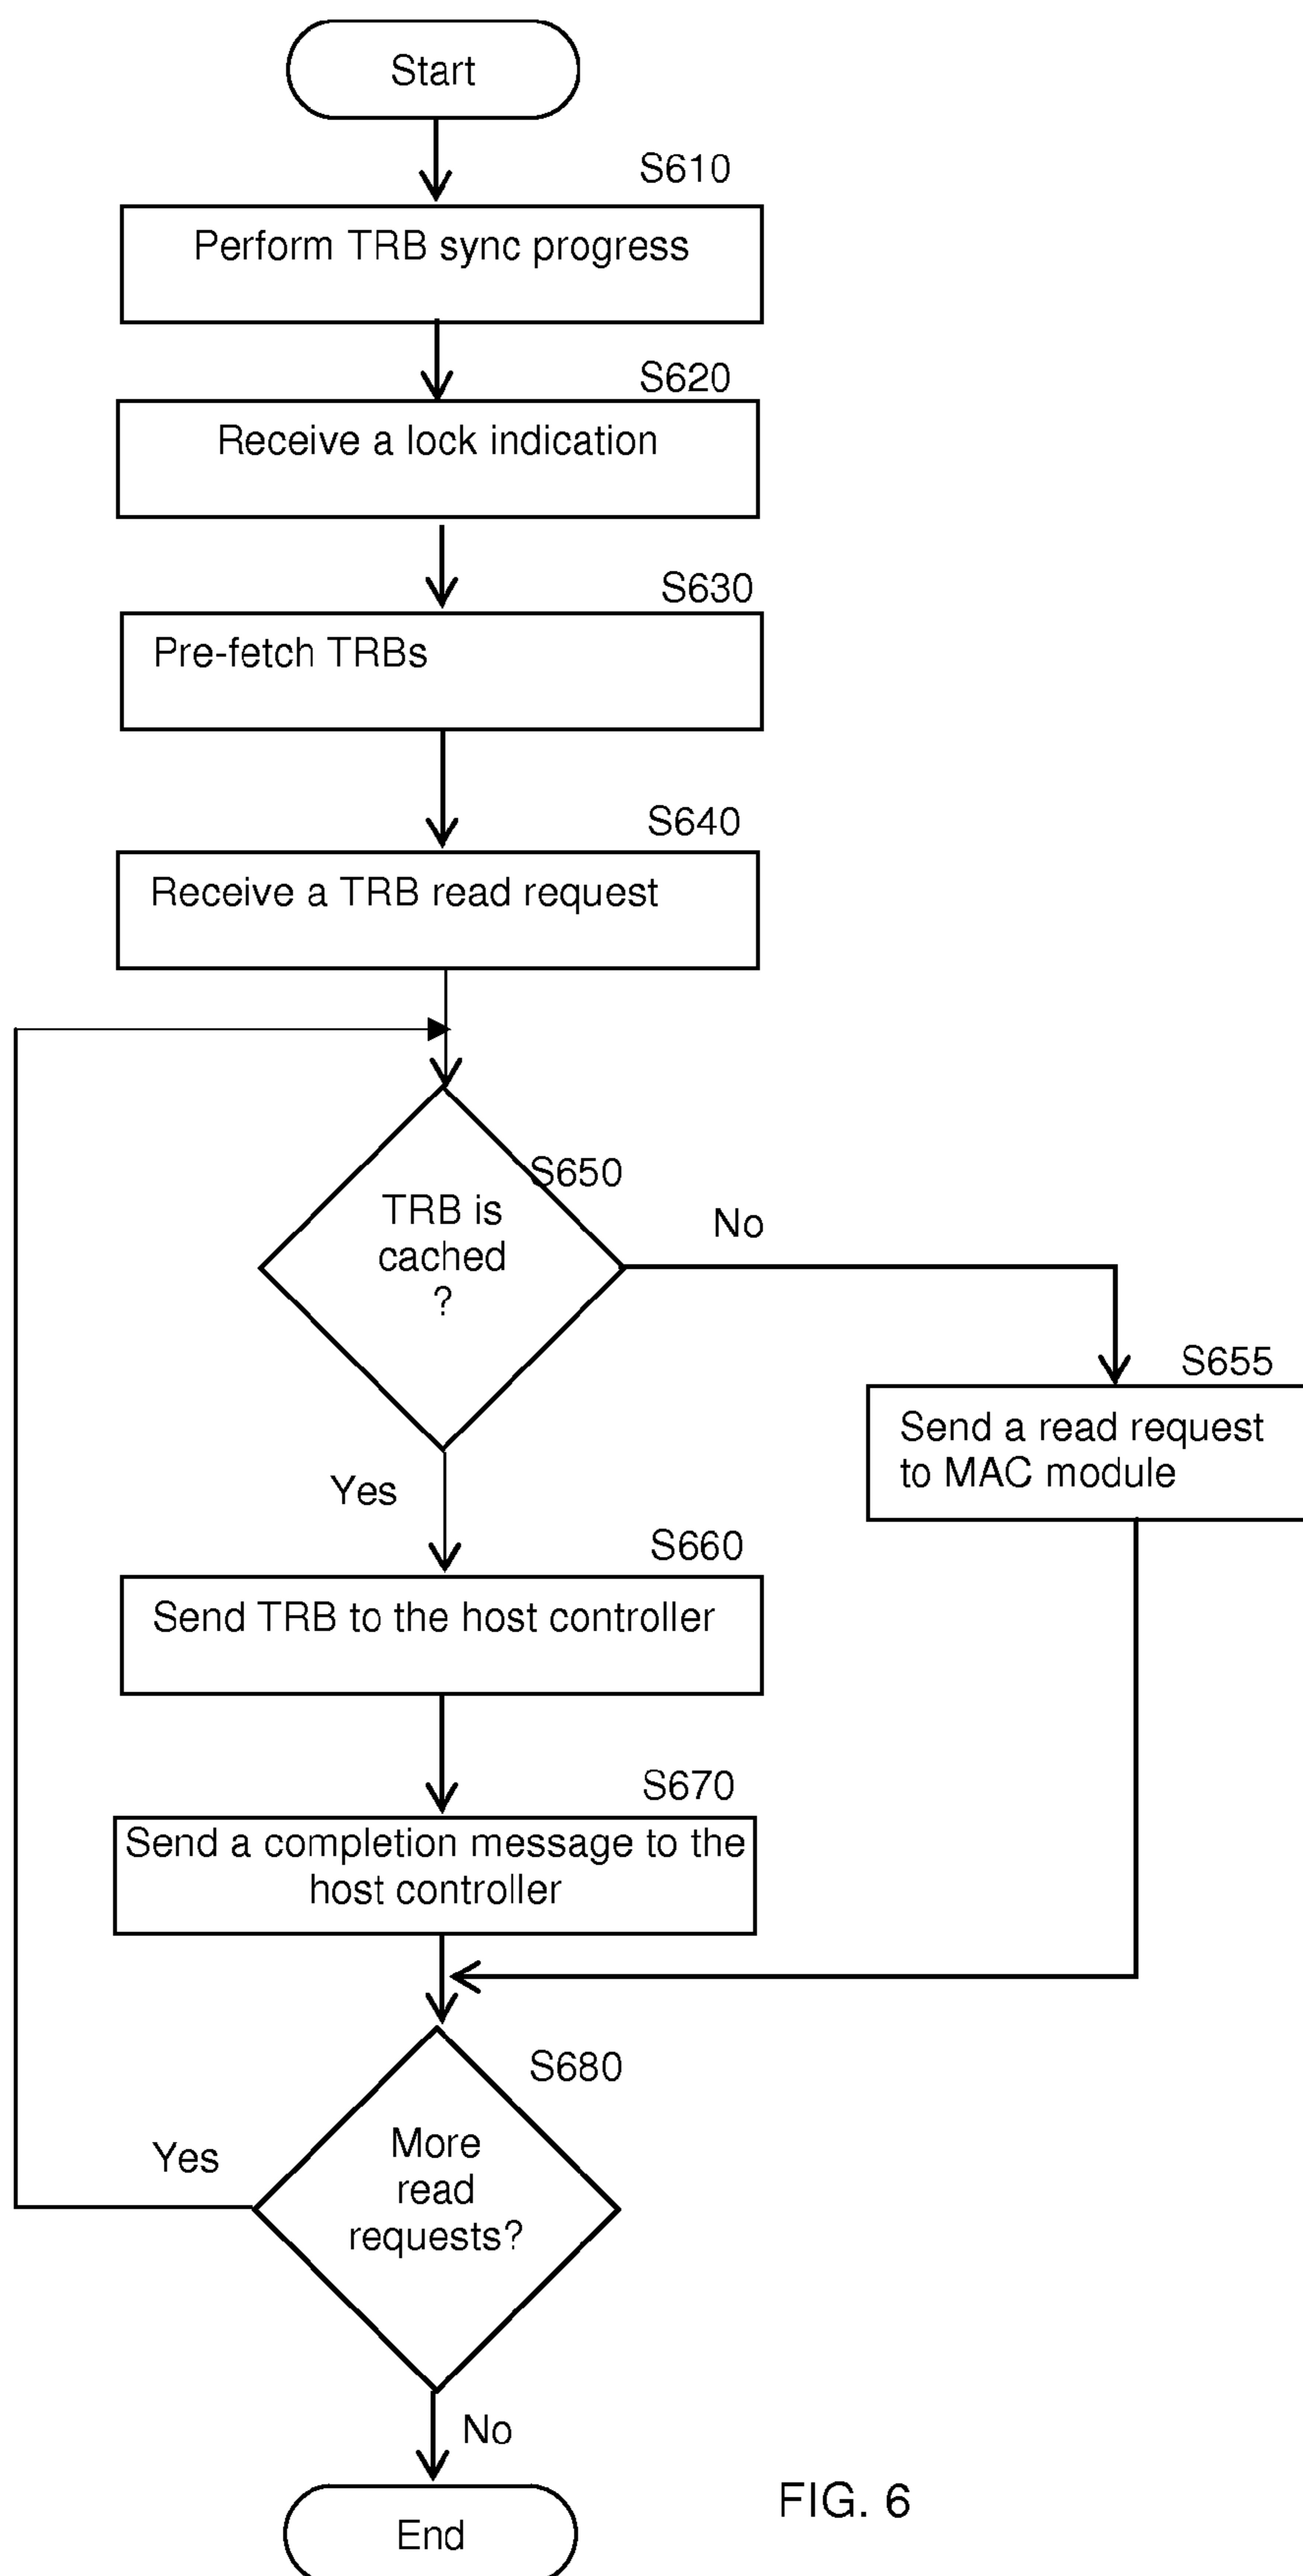 Start
S610
Perform TRB sync progress
S620
Receive a lock indication
S630
Pre-fetch TRBs
S640
Receive a TRB read request
S650
TRB is
cached
?
No
S655
Send a read request
to MAC module
Yes
S660
Send TRB to the host controller
S670
Send a completion message to the
host controller
S680
More
read
requests?
Yes
No
End
FIG. 6